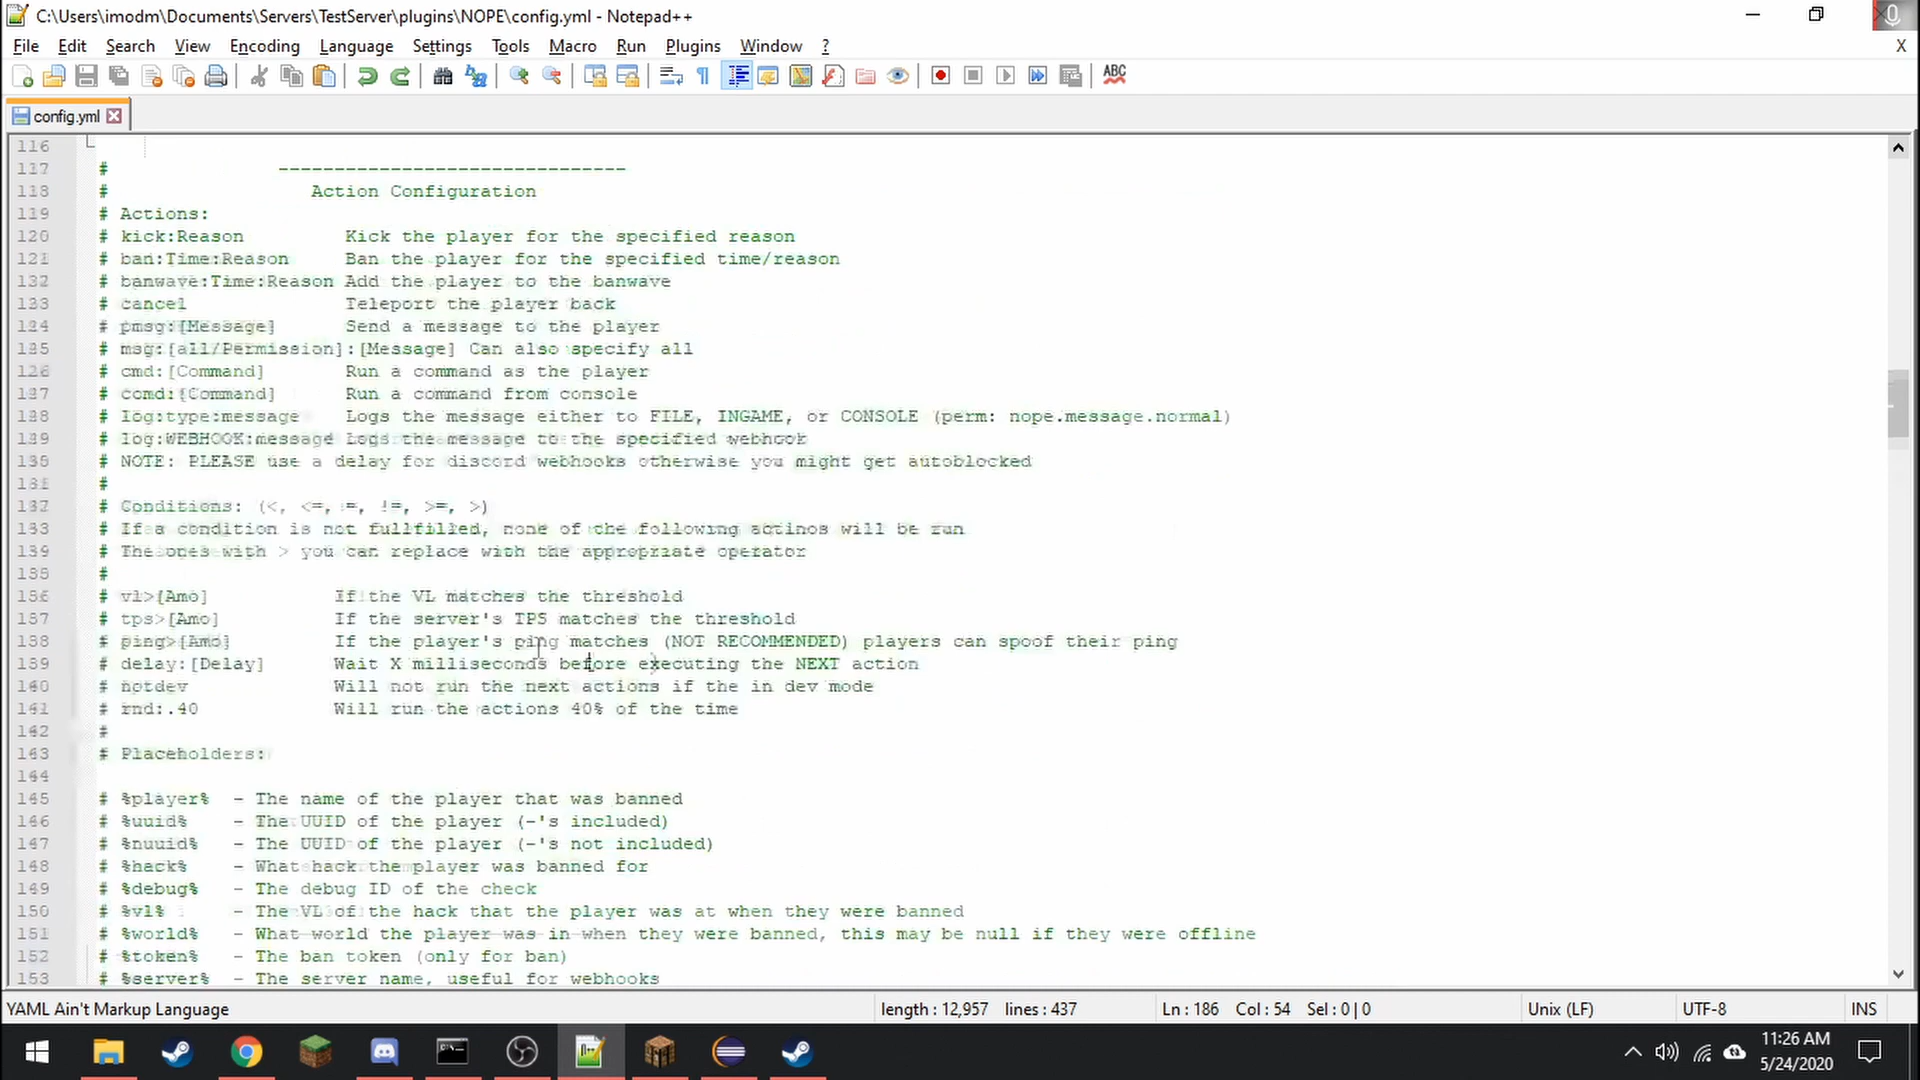 C:\Users\imodm\Documents\Servers\TestServer\plugins\NOPE\config.yml - Notepad++
File Edit Search View Encoding Language Settings Tools Macro Run Plugins Window ? X
ABC
config.yml
116
117 # -------------------------------
118 # Action Configuration
119 # Actions:
120 # kick:Reason Kick the player for the specified reason
121 # ban:Time:Reason Ban the player for the specified time/reason
# banwave:Time:Reason Add the player to the banwave
# cancel Teleport the player back
124 # pmsg:[Message] Send a message to the player
# msg:[all/Permission]:[Message] Can also specify all
126 # cmd:[Command] Run a command as the player
# Run a command from console
# log:type:message Logs the message either to FILE, INGAME, or CONSOLE (perm: nope.message.normal)
# log:WEBHOOK:message Logs the message to the specified webhook
# NOTE: PLEASE use a delay for discord webhooks otherwise you might get autoblocked
#
# Conditions: (<, <=, =, !=, >=, >)
# If a condition is not fullfilled, none of the following actinos will be run
# The ones with > you can replace with the appropriate operator
#
# vl>[Amo] If the VL matches the threshold
# tps>[Amo] If the server's TPS matches the threshold
138 # ping>[Amo] If the player's ping matches (NOT RECOMMENDED) players can spoof their ping
139 # delay:[Delay] Wait X milliseconds before executing the NEXT action
140 # notdev Will not run the next actions if the in dev mode
141 # rnd:.40 Will run the actions 40% of the time
142 #
143 # Placeholders:
144
145 # %player% - The name of the player that was banned
146 # %uuid% - The UUID of the player (-'s included)
147 # %nuuid% - The UUID of the player (-'s not included)
148 # %hack% - What hack the player was banned for
149 # %debug% - The debug ID of the check
150 # %vl% - The VL of the hack that the player was at when they were banned
151 # %world% - What world the player was in when they were banned, this may be null if they were offline
152 # %token% - The ban token (only for ban)
153 # %server% - The server name, useful for webhooks
YAML Ain't Markup Language length : 12,957 lines : 437 Ln : 186 Col : 54 Sel : 0 | 0 Unix (LF) UTF-8 INS
11:26 AM
5/24/2020